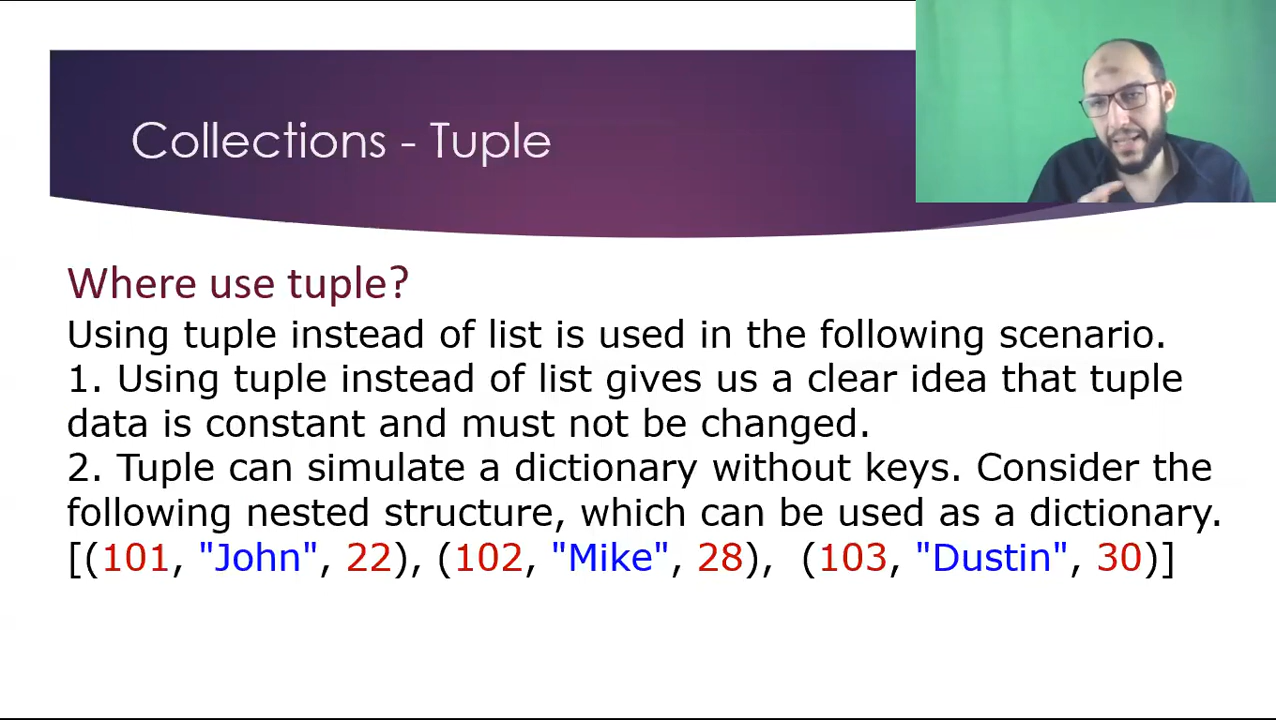 Collections - Tuple
Where use tuple?
Using tuple instead of list is used in the following scenario.
1. Using tuple instead of list gives us a clear idea that tuple
data is constant and must not be changed.
2. Tuple can simulate a dictionary without keys. Consider the
following nested structure, which can be used as a dictionary.
[(101, "John", 22), (102, "Mike", 28),  (103, "Dustin", 30)]